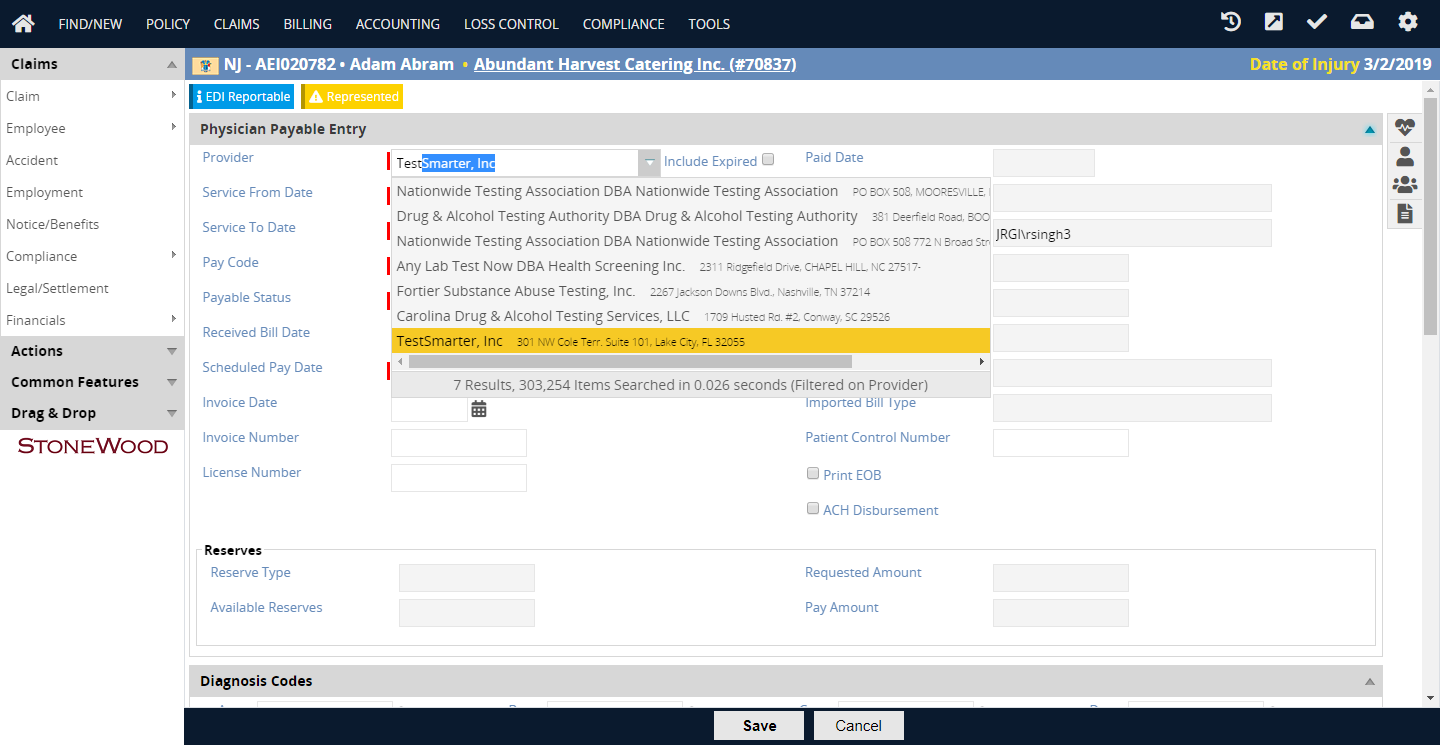 FIND/NEW POLICY CLAIMS BILLING ACCOUNTING LOSS CONTROL COMPLIANCE TOOLS
Claims
NJ - AEI020782 • Adam Abram • Abundant Harvest Catering Inc. (#70837)
Date of Injury 3/2/2019
Claim
Employee
Accident
Employment
Notice/Benefits
Compliance
Legal/Settlement
Financials
Actions
Common Features
Drag & Drop
STONEWOOD
EDI Reportable
Represented
Physician Payable Entry
Provider TestSmarter, Inc Include Expired Paid Date
Service From Date
Service To Date JRGI\rsingh3
Pay Code
Payable Status
Received Bill Date
Scheduled Pay Date
Nationwide Testing Association DBA Nationwide Testing Association PO BOX 508, MOORESVILLE,
Drug & Alcohol Testing Authority DBA Drug & Alcohol Testing Authority 381 Deerfield Road, BOO
Nationwide Testing Association DBA Nationwide Testing Association PO BOX 508 772 N Broad Str
Any Lab Test Now DBA Health Screening Inc. 2311 Ridgefield Drive, CHAPEL HILL, NC 27517-
Fortier Substance Abuse Testing, Inc. 2267 Jackson Downs Blvd., Nashville, TN 37214
Carolina Drug & Alcohol Testing Services, LLC 1709 Husted Rd. #2, Conway, SC 29526
TestSmarter, Inc 301 NW Cole Terr. Suite 101, Lake City, FL 32055
7 Results, 303,254 Items Searched in 0.026 seconds (Filtered on Provider)
Invoice Date Imported Bill Type
Invoice Number Patient Control Number
License Number Print EOB
ACH Disbursement
Reserves
Reserve Type Requested Amount
Available Reserves Pay Amount
Diagnosis Codes
Save Cancel